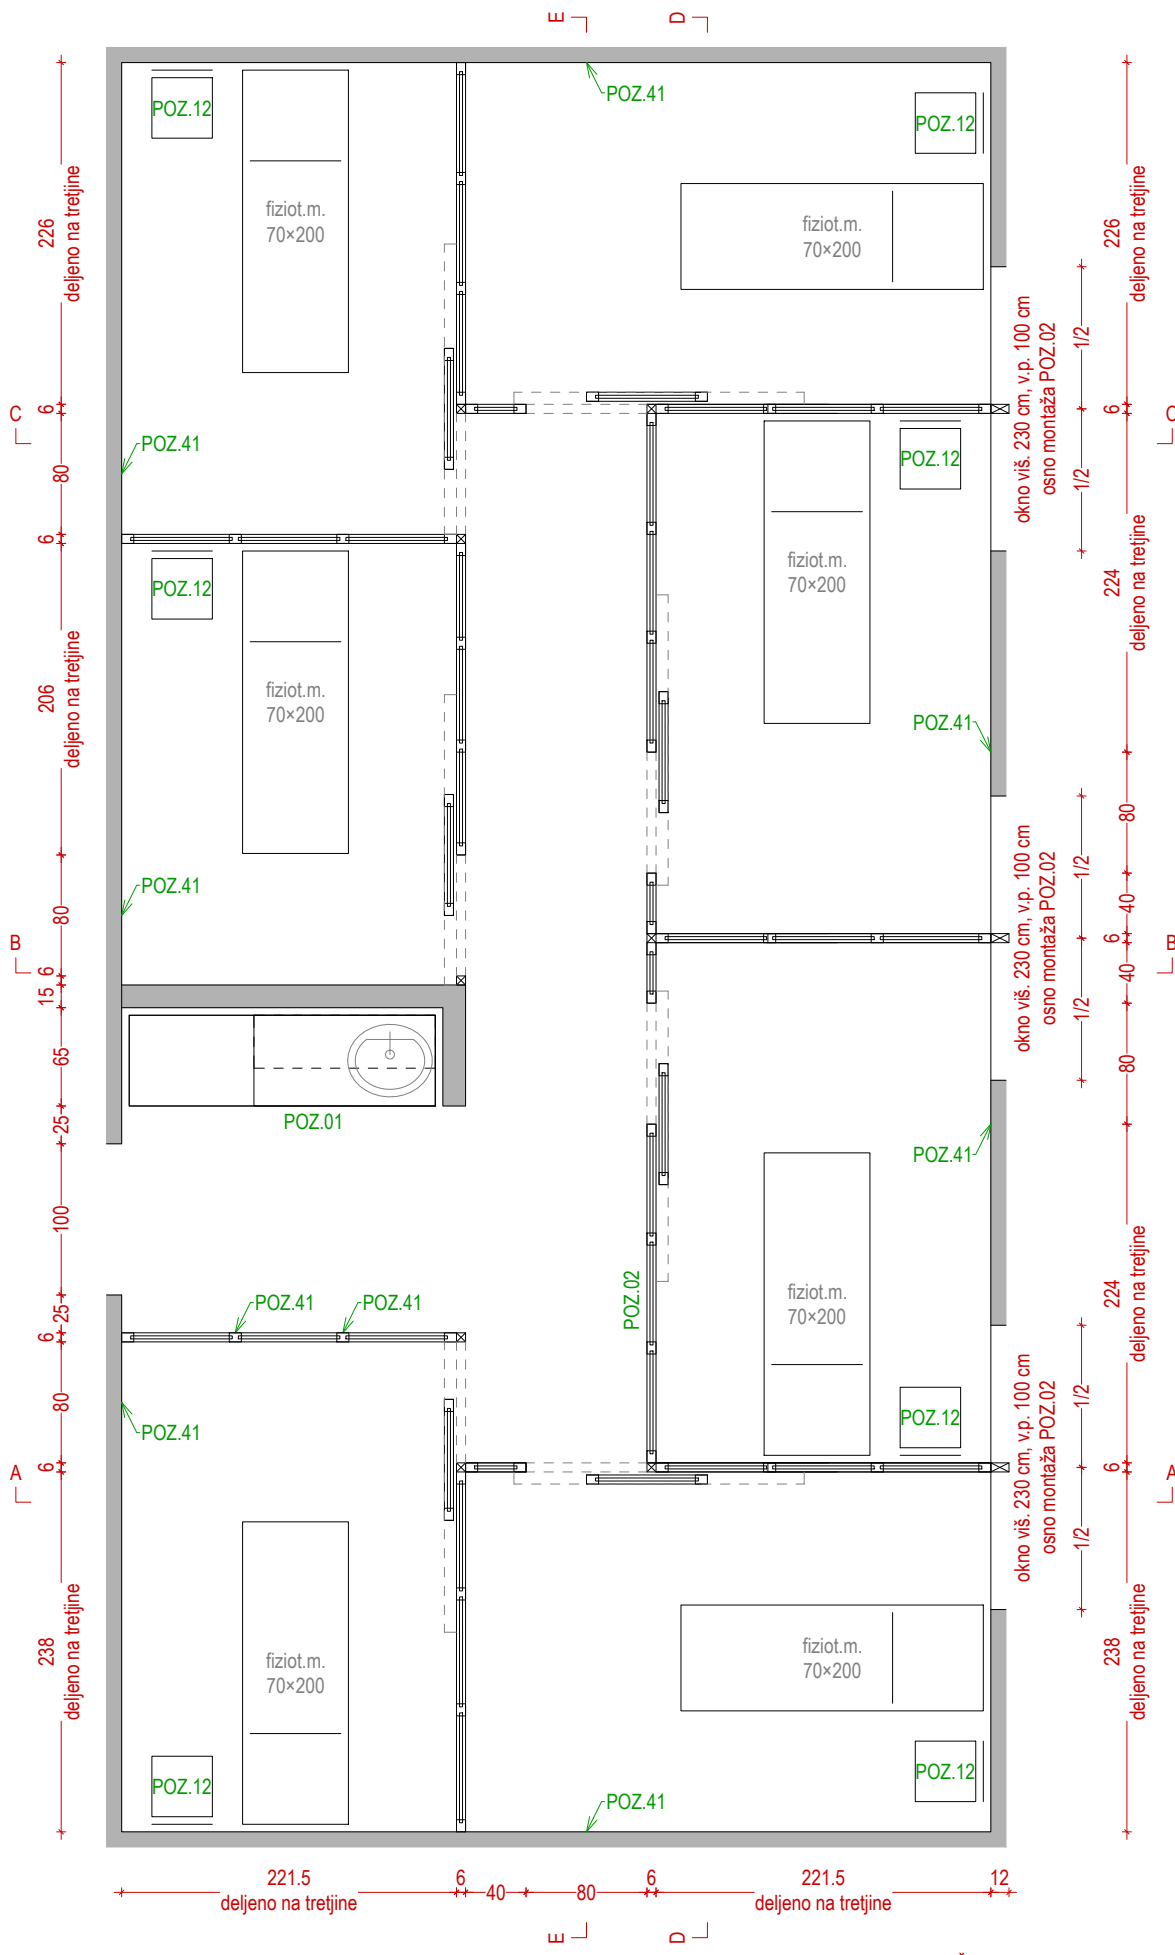 E
D
POZ.12
POZ.41
POZ.12
226
deljeno na tretjine
fiziot.m.
70×200
fiziot.m.
70×200
226
deljeno na tretjine
okno viš. 230 cm, v.p. 100 cm
osno montaža POZ.02
1/2
1/2
C
6
6
C
POZ.41
80
POZ.12
6
fiziot.m.
70×200
224
deljeno na tretjine
POZ.12
206
deljeno na tretjine
fiziot.m.
70×200
POZ.41
80
okno viš. 230 cm, v.p. 100 cm
osno montaža POZ.02
1/2
1/2
POZ.41
80
40
B
6
6
B
15
40
65
80
POZ.01
25
POZ.41
100
POZ.02
224
deljeno na tretjine
fiziot.m.
70×200
POZ.41
POZ.41
25
6
80
POZ.41
okno viš. 230 cm, v.p. 100 cm
osno montaža POZ.02
1/2
1/2
POZ.12
A
6
6
A
238
deljeno na tretjine
fiziot.m.
70×200
fiziot.m.
70×200
238
deljeno na tretjine
POZ.12
POZ.12
POZ.41
221.5
deljeno na tretjine
6
40
80
6
221.5
deljeno na tretjine
12
E
D